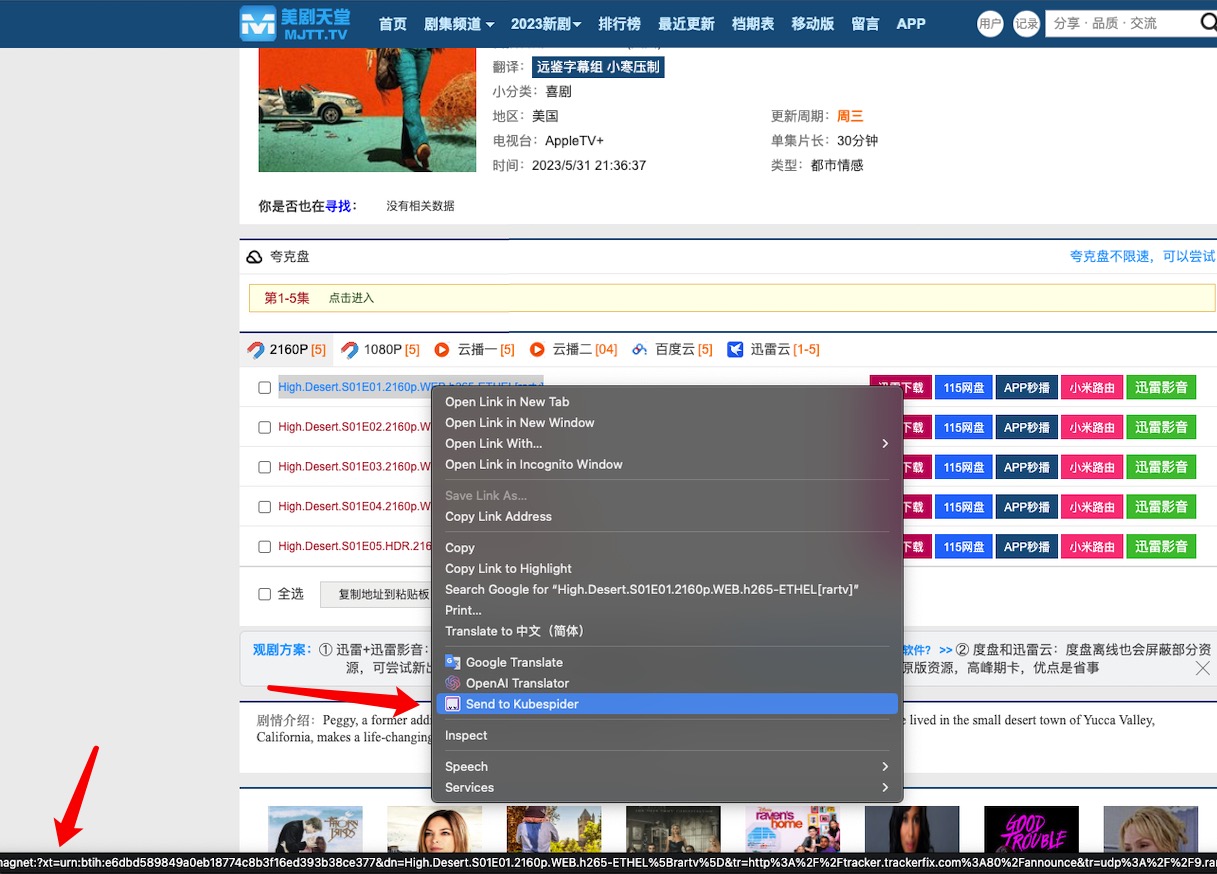 美剧天堂
MJTT.TV
首页 剧集频道 2023新剧 排行榜 最近更新 档期表 移动版 留言 APP 用户 记录 分享·品质·交流
翻译： 远鉴字幕组 小寒压制
小分类： 喜剧
地区： 美国 更新周期： 周三
电视台： AppleTV+ 单集片长： 30分钟
时间： 2023/5/31 21:36:37 类型： 都市情感
你是否也在寻找： 没有相关数据
夸克盘 夸克盘不限速，可以尝试
第1-5集 点击进入
2160P [5] 1080P [5] 云播一 [5] 云播二 [04] 百度云 [5] 迅雷云 [1-5]
High.Desert.S01E01.2160p.WEB.h265-ETHEL[rartv] 迅雷下载 115网盘 APP秒播 小米路由 迅雷影音
High.Desert.S01E02.2160p.W 下载 115网盘 APP秒播 小米路由 迅雷影音
High.Desert.S01E03.2160p.W 下载 115网盘 APP秒播 小米路由 迅雷影音
High.Desert.S01E04.2160p.W 下载 115网盘 APP秒播 小米路由 迅雷影音
High.Desert.S01E05.HDR.216 下载 115网盘 APP秒播 小米路由 迅雷影音
全选 复制地址到粘贴板
Open Link in New Tab
Open Link in New Window
Open Link With...
Open Link in Incognito Window
Save Link As...
Copy Link Address
Copy
Copy Link to Highlight
Search Google for “High.Desert.S01E01.2160p.WEB.h265-ETHEL[rartv]”
Print...
Translate to 中文（简体）
Google Translate
OpenAI Translator
Send to Kubespider
Inspect
Speech
Services
观剧方案： ① 迅雷+迅雷影音： 软件？ >> ② 度盘和迅雷云：度盘离线也会屏蔽部分资
源，可尝试新出 原版资源，高峰期卡，优点是省事
剧情介绍： Peggy, a former addi e lived in the small desert town of Yucca Valley,
California, makes a life-changing
THE THORN BIRDS
raven's home
GOOD TROUBLE
magnet:?xt=urn:btih:e6dbd589849a0eb18774c8b3f16ed393b38ce377&dn=High.Desert.S01E01.2160p.WEB.h265-ETHEL%5Brartv%5D&tr=http%3A%2F%2Ftracker.trackerfix.com%3A80%2Fannounce&tr=udp%3A%2F%2F9.rar